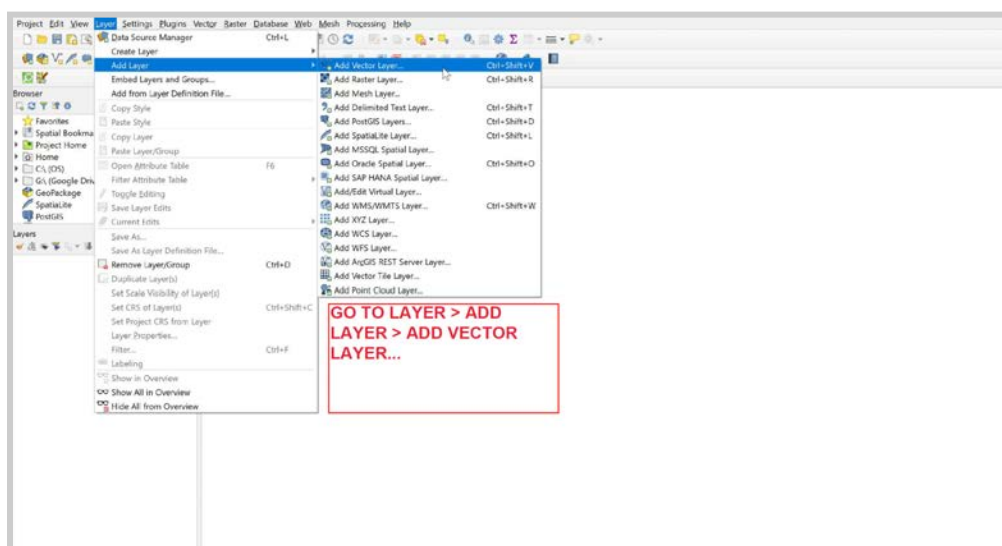 Project Edit View Layer Settings Plugins Vector Raster Database Web Mesh Processing Help
Data Source Manager Ctrl+L
Create Layer
Add Layer
Embed Layers and Groups...
Add from Layer Definition File...
Copy Style
Paste Style
Copy Layer
Paste Layer/Group
Open Attribute Table F6
Filter Attribute Table
Toggle Editing
Save Layer Edits
Current Edits
Save As...
Save As Layer Definition File...
Remove Layer/Group Ctrl+D
Duplicate Layer(s)
Set Scale Visibility of Layer(s)
Set CRS of Layer(s) Ctrl+Shift+C
Set Project CRS from Layer
Layer Properties...
Filter... Ctrl+F
Labeling
Show in Overview
Show All in Overview
Hide All from Overview
Add Vector Layer... Ctrl+Shift+V
Add Raster Layer... Ctrl+Shift+R
Add Mesh Layer...
Add Delimited Text Layer... Ctrl+Shift+T
Add PostGIS Layers... Ctrl+Shift+D
Add SpatiaLite Layer... Ctrl+Shift+L
Add MSSQL Spatial Layer...
Add Oracle Spatial Layer... Ctrl+Shift+O
Add SAP HANA Spatial Layer...
Add/Edit Virtual Layer...
Add WMS/WMTS Layer... Ctrl+Shift+W
Add XYZ Layer...
Add WCS Layer...
Add WFS Layer...
Add ArcGIS REST Server Layer...
Add Vector Tile Layer...
Add Point Cloud Layer...
Browser
Favorites
Spatial Bookma
Project Home
Home
C:\ (OS)
G:\ (Google Driv
GeoPackage
SpatiaLite
PostGIS
Layers
GO TO LAYER > ADD
LAYER > ADD VECTOR
LAYER...